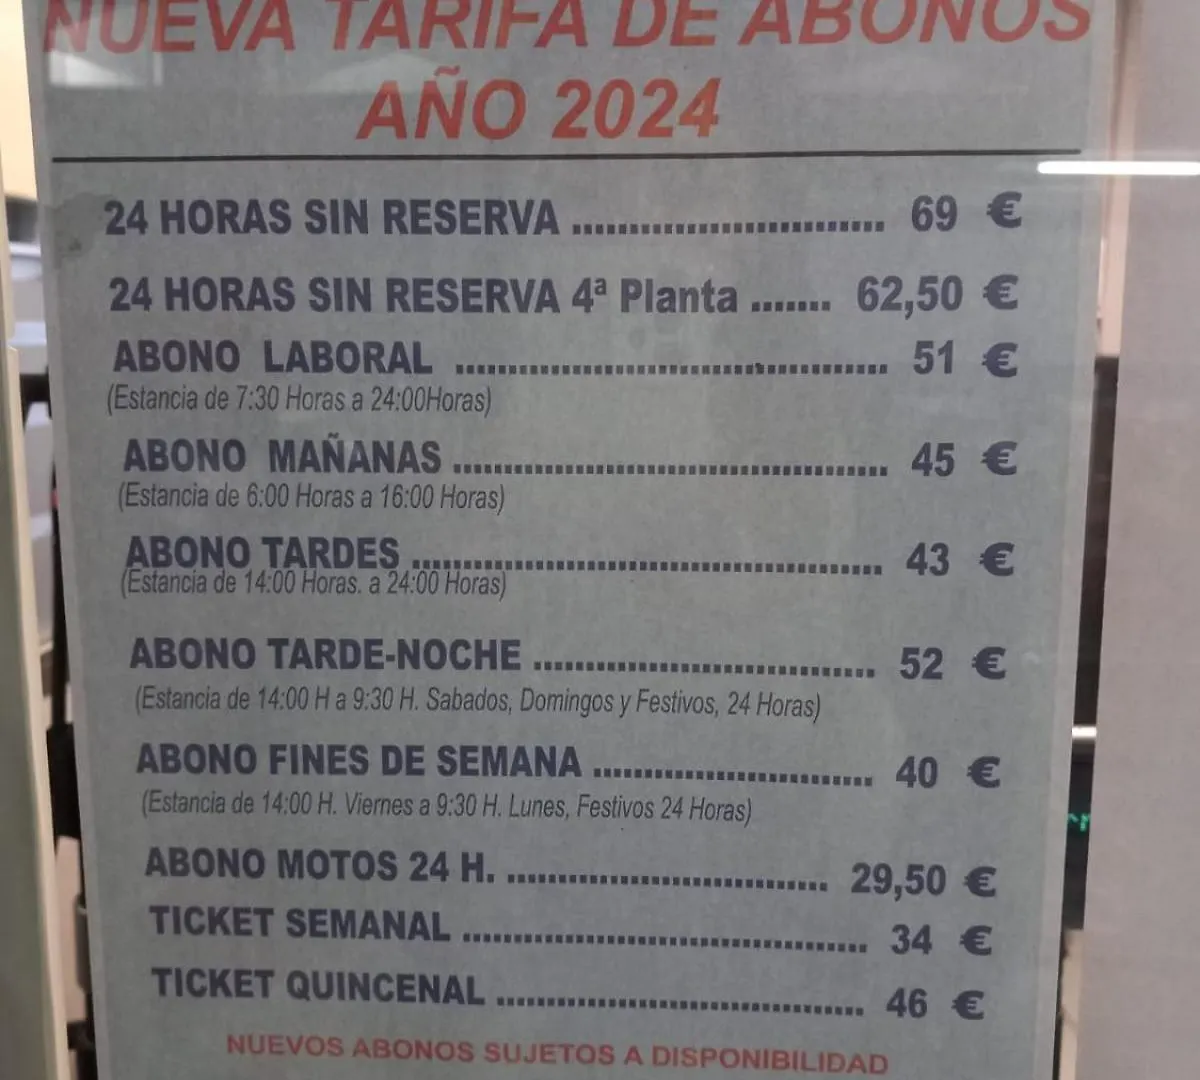 NUEVA TARIFA DE ABONOS
AÑO 2024
24 HORAS SIN RESERVA ................................ 69 €
24 HORAS SIN RESERVA 4ª Planta ....... 62,50 €
ABONO LABORAL ............................................ 51 €
(Estancia de 7:30 Horas a 24:00Horas)
ABONO MAÑANAS ............................................ 45 €
(Estancia de 6:00 Horas a 16:00 Horas)
ABONO TARDES ................................................ 43 €
(Estancia de 14:00 Horas. a 24:00 Horas)
ABONO TARDE-NOCHE ................................... 52 €
(Estancia de 14:00 H a 9:30 H. Sabados, Domingos y Festivos, 24 Horas)
ABONO FINES DE SEMANA ............................ 40 €
(Estancia de 14:00 H. Viernes a 9:30 H. Lunes, Festivos 24 Horas)
ABONO MOTOS 24 H. ................................ 29,50 €
TICKET SEMANAL ......................................... 34 €
TICKET QUINCENAL ..................................... 46 €
NUEVOS ABONOS SUJETOS A DISPONIBILIDAD